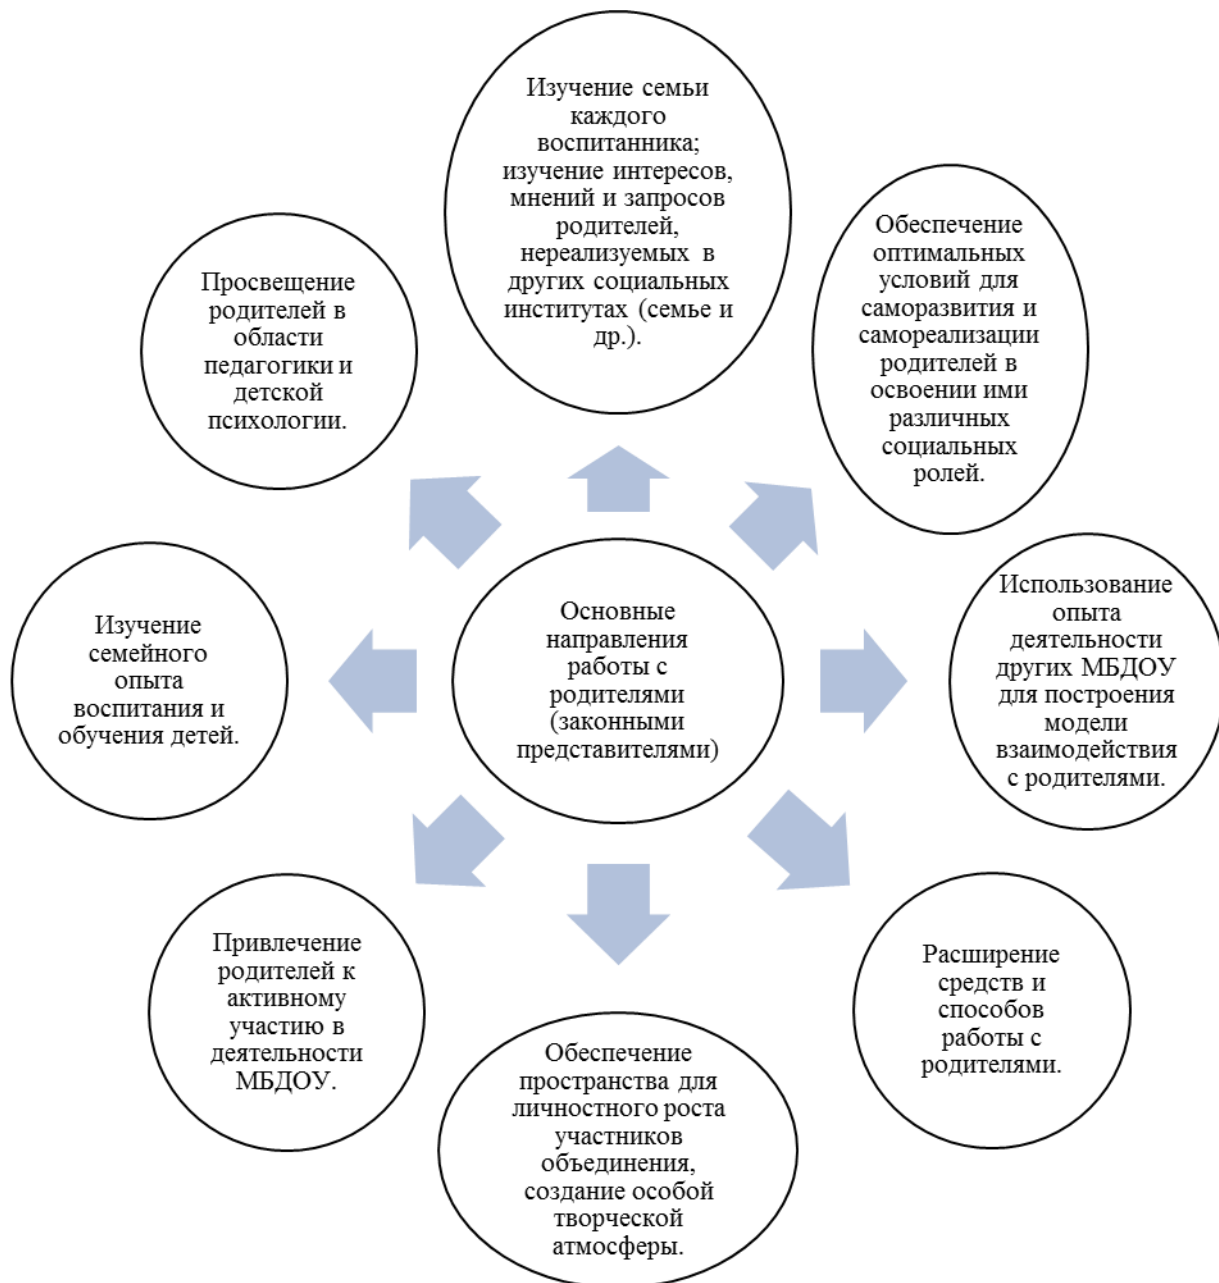 Изучение семьи
каждого
воспитанника;
изучение интересов,
мнений и запросов
родителей,
нереализуемых в
других социальных
институтах (семье и
др.).
Обеспечение
оптимальных
условий для
саморазвития и
самореализации
родителей в
освоении ими
различных
социальных
ролей.
Использование
опыта
деятельности
других МБДОУ
для построения
модели
взаимодействия
с родителями.
Расширение
средств и
способов
работы с
родителями.
Обеспечение
пространства для
личностного роста
участников
объединения,
создание особой
творческой
атмосферы.
Привлечение
родителей к
активному
участию в
деятельности
МБДОУ.
Изучение
семейного
опыта
воспитания и
обучения детей.
Просвещение
родителей в
области
педагогики и
детской
психологии.
Основные
направления
работы с
родителями
(законными
представителями)